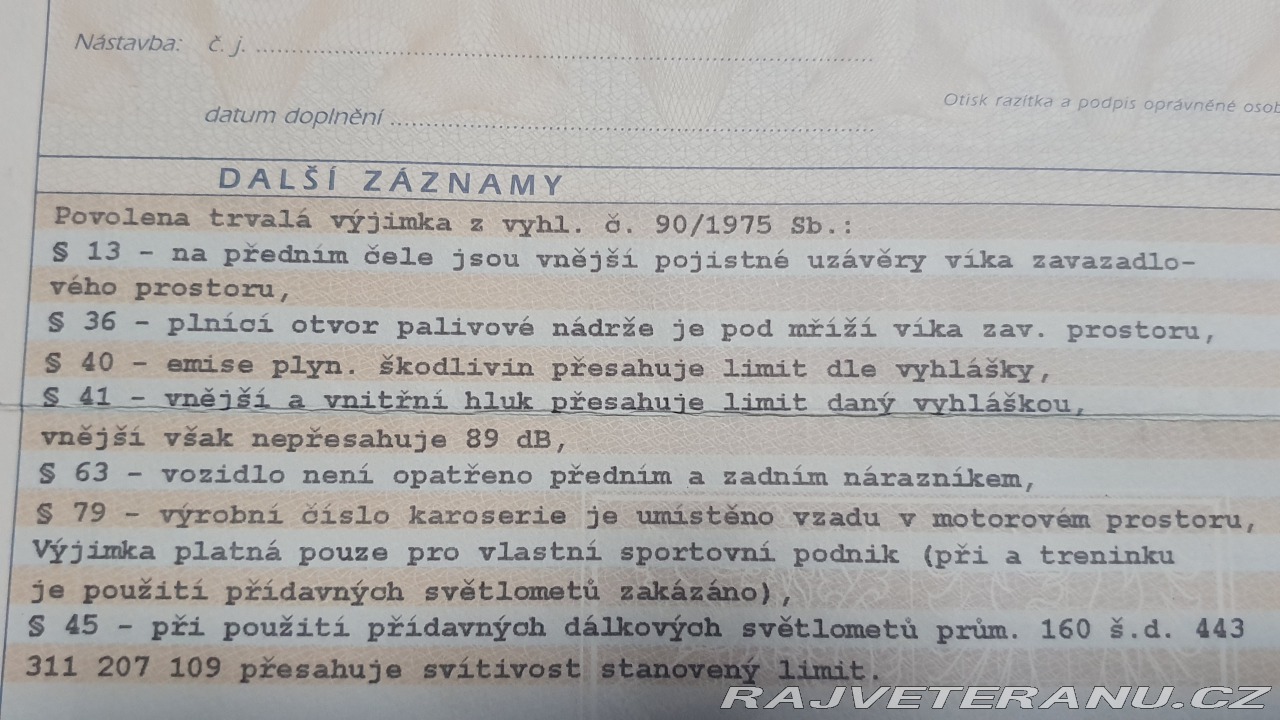 Nástavba: č. j. ........................................................
datum doplnění ........................................................
Otisk razítka a podpis oprávněné osob
DALŠÍ ZÁZNAMY
Povolena trvalá výjimka z vyhl. č. 90/1975 Sb.:
§ 13 - na předním čele jsou vnější pojistné uzávěry víka zavazadlo-
vého prostoru,
§ 36 - plnící otvor palivové nádrže je pod mříží víka zav. prostoru,
§ 40 - emise plyn. škodlivin přesahuje limit dle vyhlášky,
§ 41 - vnější a vnitřní hluk přesahuje limit daný vyhláškou,
vnější však nepřesahuje 89 dB,
§ 63 - vozidlo není opatřeno předním a zadním nárazníkem,
§ 79 - výrobní číslo karoserie je umístěno vzadu v motorovém prostoru,
Výjimka platná pouze pro vlastní sportovní podnik (při a treninku
je použití přídavných světlometů zakázáno),
§ 45 - při použití přídavných dálkových světlometů prům. 160 š.d. 443
311 207 109 přesahuje svítivost stanovený limit.
RAJVETERANU.CZ